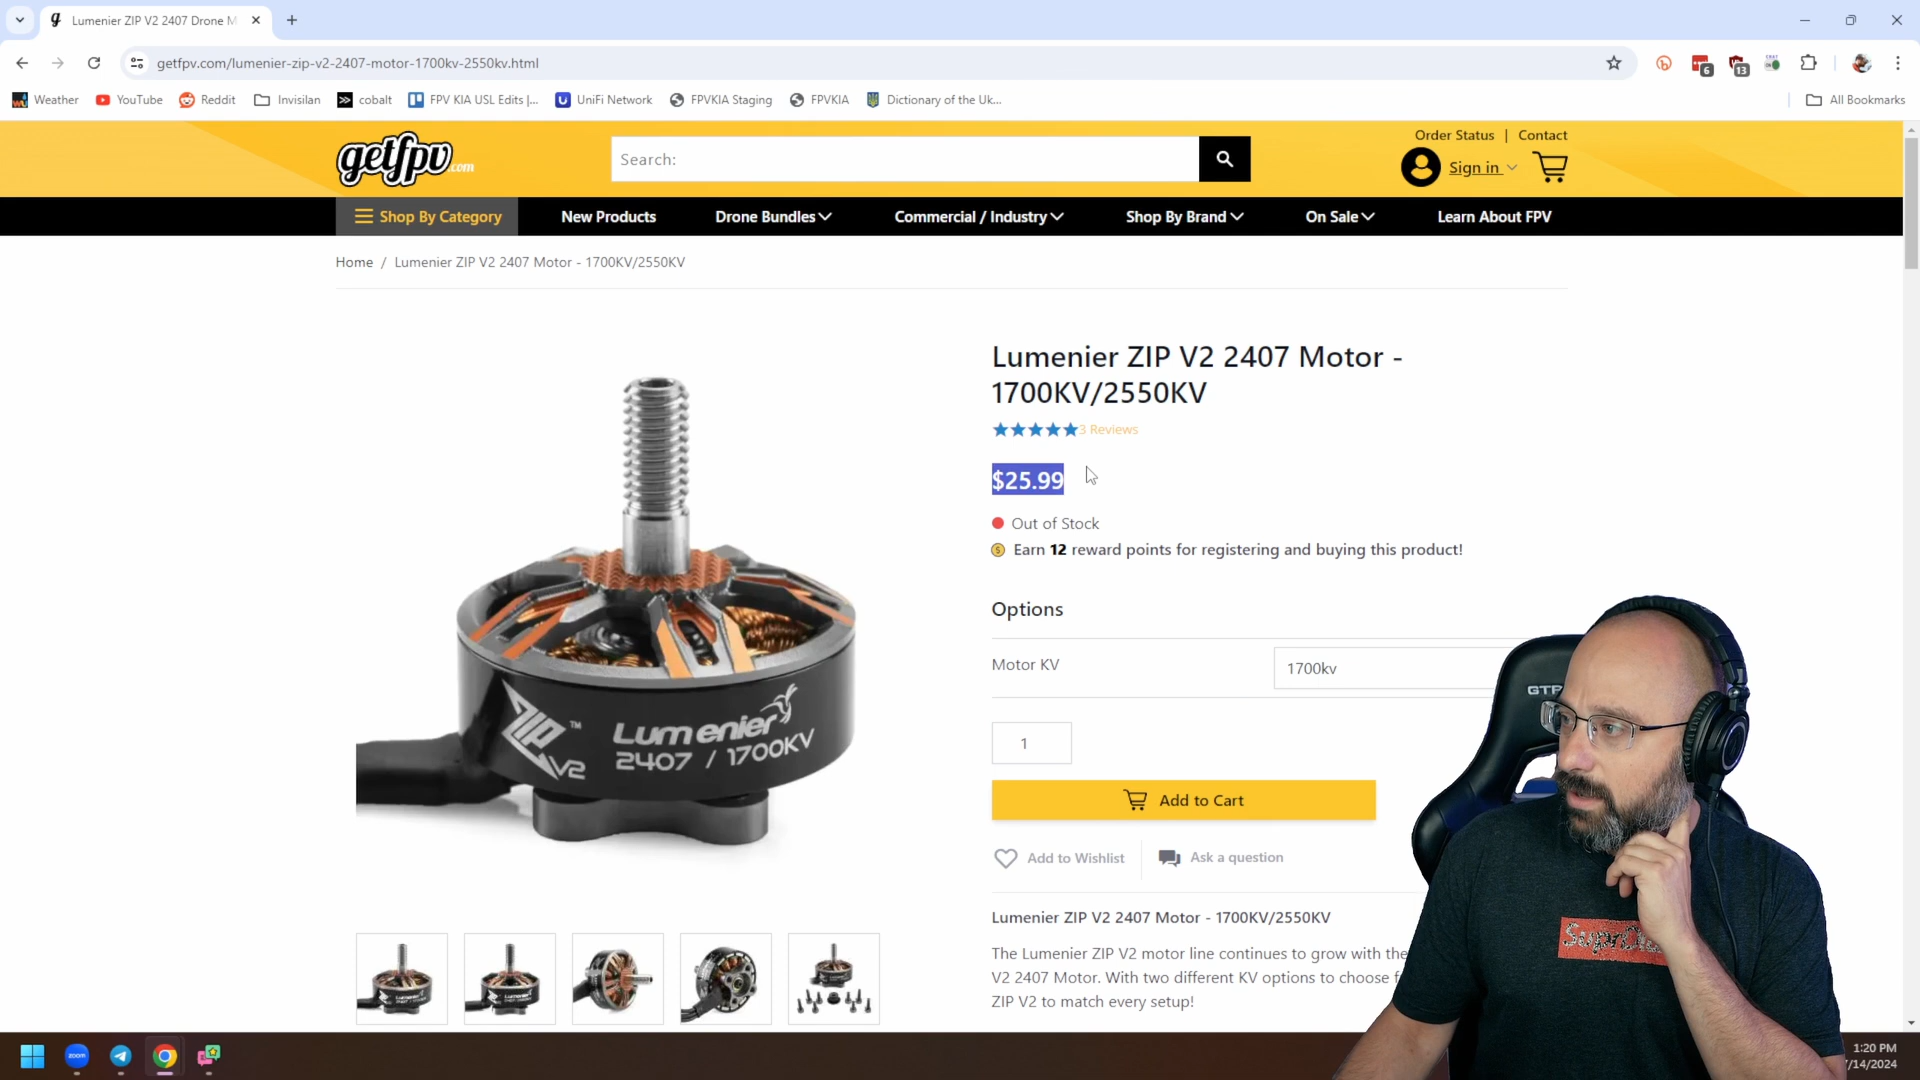 Lumenier ZIP V2 2407 Drone M
getfpv.com/lumenier-zip-v2-2407-motor-1700kv-2550kv.html
6
13
Weather
YouTube
Reddit
Invisilan
cobalt
FPV KIA USL Edits |...
UniFi Network
FPVKIA Staging
FPVKIA
Dictionary of the Uk...
All Bookmarks
getfpv.com
Search:
Order Status | Contact
Sign in
Shop By Category
New Products
Drone Bundles
Commercial / Industry
Shop By Brand
On Sale
Learn About FPV
Home / Lumenier ZIP V2 2407 Motor - 1700KV/2550KV
Lumenier ZIP V2 2407 Motor -
1700KV/2550KV
3 Reviews
$25.99
Out of Stock
Earn 12 reward points for registering and buying this product!
Options
Motor KV
1700kv
1
Add to Cart
Add to Wishlist
Ask a question
Lumenier ZIP V2 2407 Motor - 1700KV/2550KV
The Lumenier ZIP V2 motor line continues to grow with the
V2 2407 Motor. With two different KV options to choose
ZIP V2 to match every setup!
ZIP V2 ™
Lumenier
2407 / 1700KV
zoom
1:20 PM
/14/2024